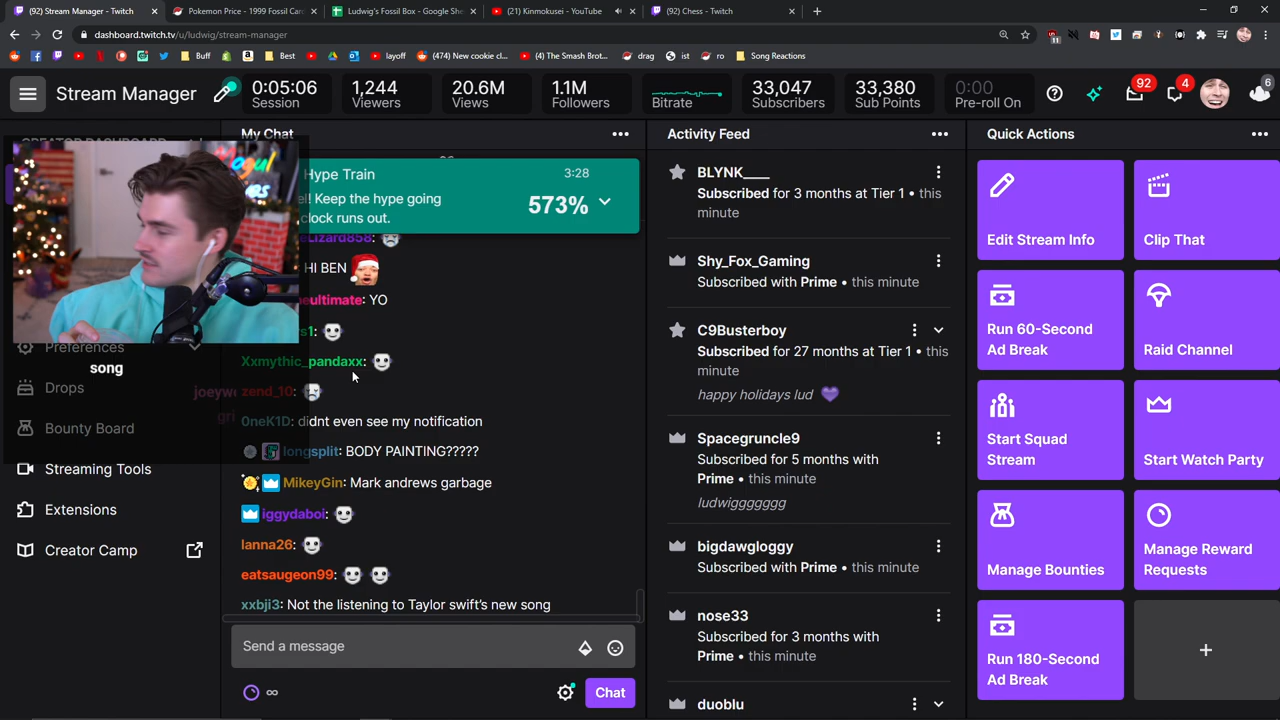 (92) Stream Manager - Twitch
Pokemon Price - 1999 Fossil Car
Ludwig's Fossil Box - Google She
(21) Kinmokusei - YouTube
(92) Chess - Twitch
dashboard.twitch.tv/u/ludwig/stream-manager
Buff
Best
layoff
(474) New cookie cl
(4) The Smash Brot
drag
ist
ro
Song Reactions
Stream Manager
0:05:06
Session
1,244
Viewers
20.6M
Views
1.1M
Followers
Bitrate
33,047
Subscribers
33,380
Sub Points
0:00
Pre-roll On
92
4
6
My Chat
Hype Train
3:28
el! Keep the hype going
clock runs out.
573%
eLizard858:
HI BEN
neultimate: YO
rs1:
Xxmythic_pandaxx:
zend_10:
0neK1D: didnt even see my notification
longsplit: BODY PAINTING?????
MikeyGin: Mark andrews garbage
iggydaboi:
lanna26:
eatsaugeon99:
xxbji3: Not the listening to Taylor swift's new song
Send a message
∞
Chat
Preferences
song
Drops
Bounty Board
Streaming Tools
Extensions
Creator Camp
Activity Feed
BLYNK___
Subscribed for 3 months at Tier 1 • this
minute
Shy_Fox_Gaming
Subscribed with Prime • this minute
C9Busterboy
Subscribed for 27 months at Tier 1 • this
minute
happy holidays lud
Spacegruncle9
Subscribed for 5 months with
Prime • this minute
ludwiggggggg
bigdawgloggy
Subscribed with Prime • this minute
nose33
Subscribed for 3 months with
Prime • this minute
duoblu
Quick Actions
Edit Stream Info
Clip That
Run 60-Second
Ad Break
Raid Channel
Start Squad
Stream
Start Watch Party
Manage Bounties
Manage Reward
Requests
Run 180-Second
Ad Break